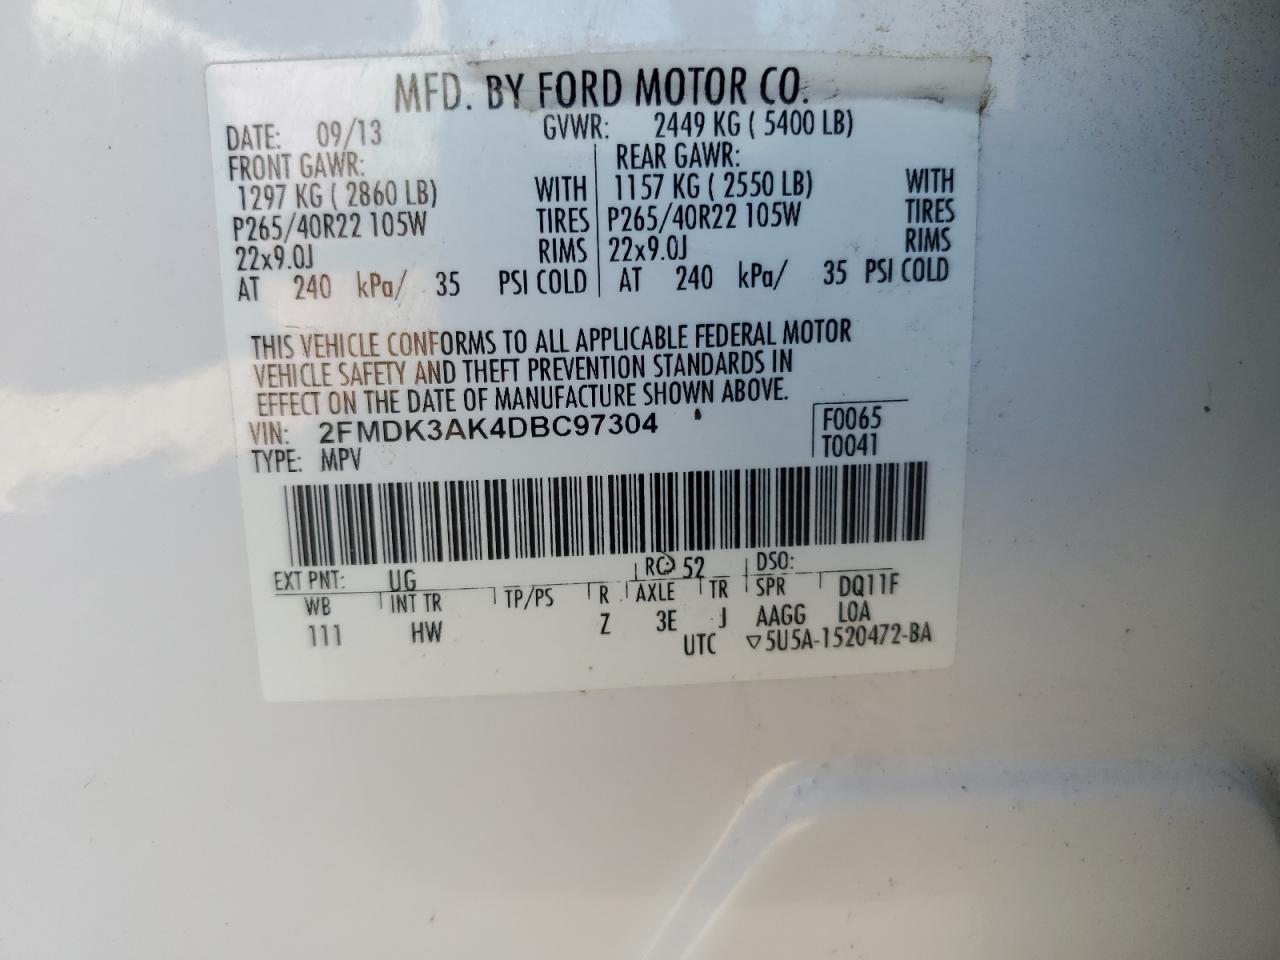 MFD. BY FORD MOTOR CO.
DATE: 09/13 GVWR: 2449 KG ( 5400 LB)
FRONT GAWR: REAR GAWR:
1297 KG ( 2860 LB) WITH 1157 KG ( 2550 LB) WITH
P265/40R22 105W TIRES P265/40R22 105W TIRES
22x9.0J RIMS 22x9.0J RIMS
AT 240 kPa/ 35 PSI COLD AT 240 kPa/ 35 PSI COLD
THIS VEHICLE CONFORMS TO ALL APPLICABLE FEDERAL MOTOR
VEHICLE SAFETY AND THEFT PREVENTION STANDARDS IN
EFFECT ON THE DATE OF MANUFACTURE SHOWN ABOVE.
VIN: 2FMDK3AK4DBC97304 F0065
TYPE: MPV T0041
EXT PNT: UG RC 52 DSO:
WB INT TR TP/PS R AXLE TR SPR DQ11F
111 HW Z 3E J AAGG LOA
UTC ▽5U5A-1520472-BA